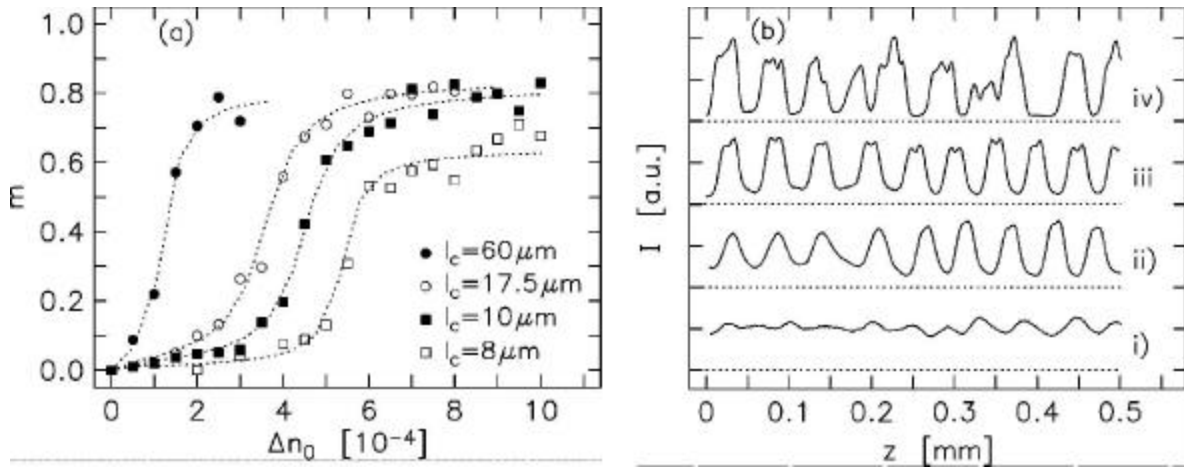 (a)
1.0
0.8
0.6
0.4
0.2
0.0
m
l_c=60μm
l_c=17.5μm
l_c=10μm
l_c=8μm
0 2 4 6 8 10
Δn₀ [10⁻⁴]
(b)
iv)
iii
ii)
i)
I [a.u.]
0 0.1 0.2 0.3 0.4 0.5
z [mm]